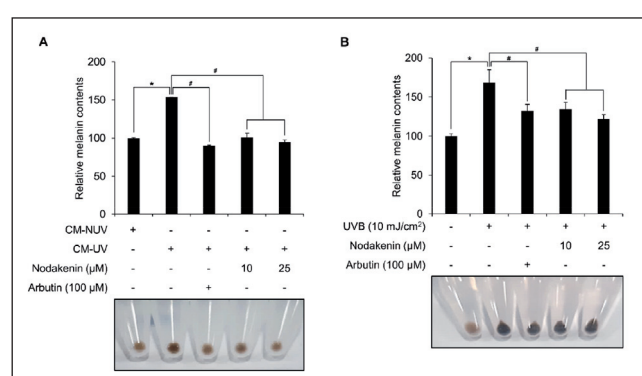 A
200
150
100
50
0
Relative melanin contents
* # #
CM-NUV + - - - -
CM-UV - + + + +
Nodakenin (μM) - - - 10 25
Arbutin (100 μM) - - + - -
B
200
150
100
50
0
Relative melanin contents
* # #
UVB (10 mJ/cm²) - + + + +
Nodakenin (μM) - - - 10 25
Arbutin (100 μM) - - + - -